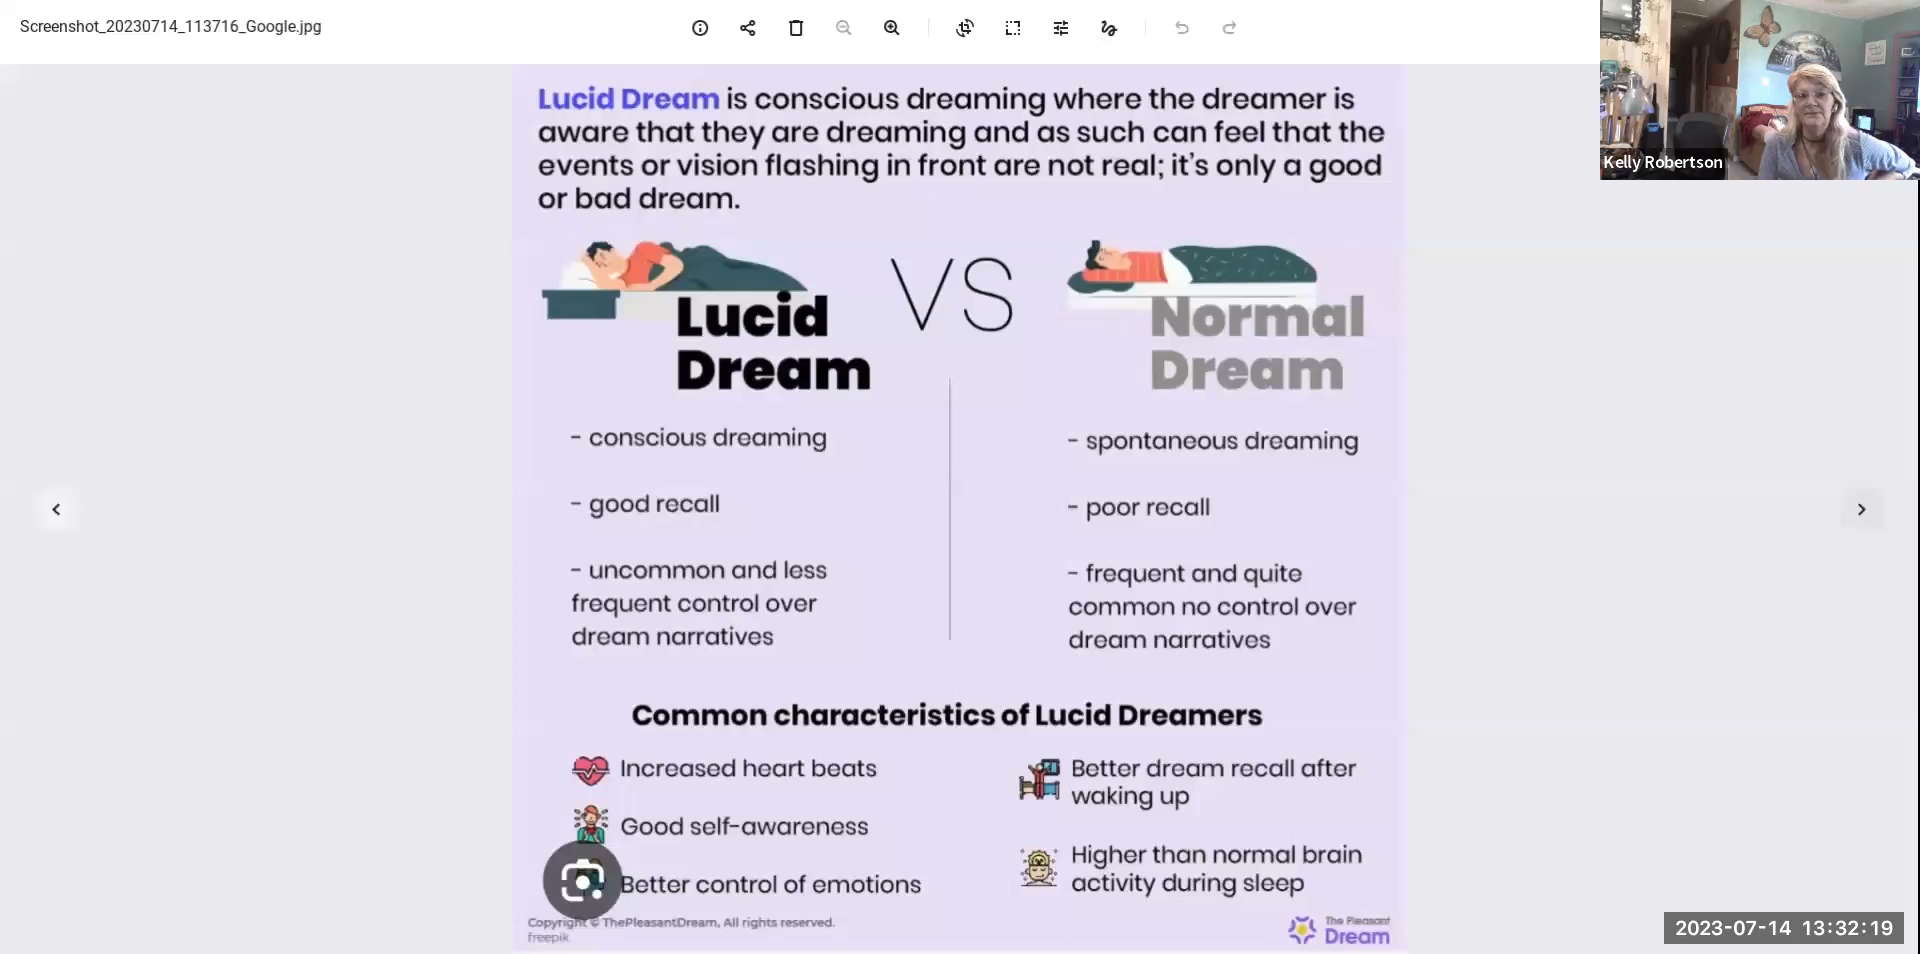 Screenshot_20230714_113716_Google.jpg
Kelly Robertson
Lucid Dream is conscious dreaming where the dreamer is
aware that they are dreaming and as such can feel that the
events or vision flashing in front are not real; it's only a good
or bad dream.
Lucid
Dream
VS
Normal
Dream
- conscious dreaming
- good recall
- uncommon and less
frequent control over
dream narratives
- spontaneous dreaming
- poor recall
- frequent and quite
common no control over
dream narratives
Common characteristics of Lucid Dreamers
Increased heart beats
Good self-awareness
Better control of emotions
Better dream recall after
waking up
Higher than normal brain
activity during sleep
Copyright © ThePleasantDream, All rights reserved.
freepik
The Pleasant
Dream
2023-07-14 13:32:19